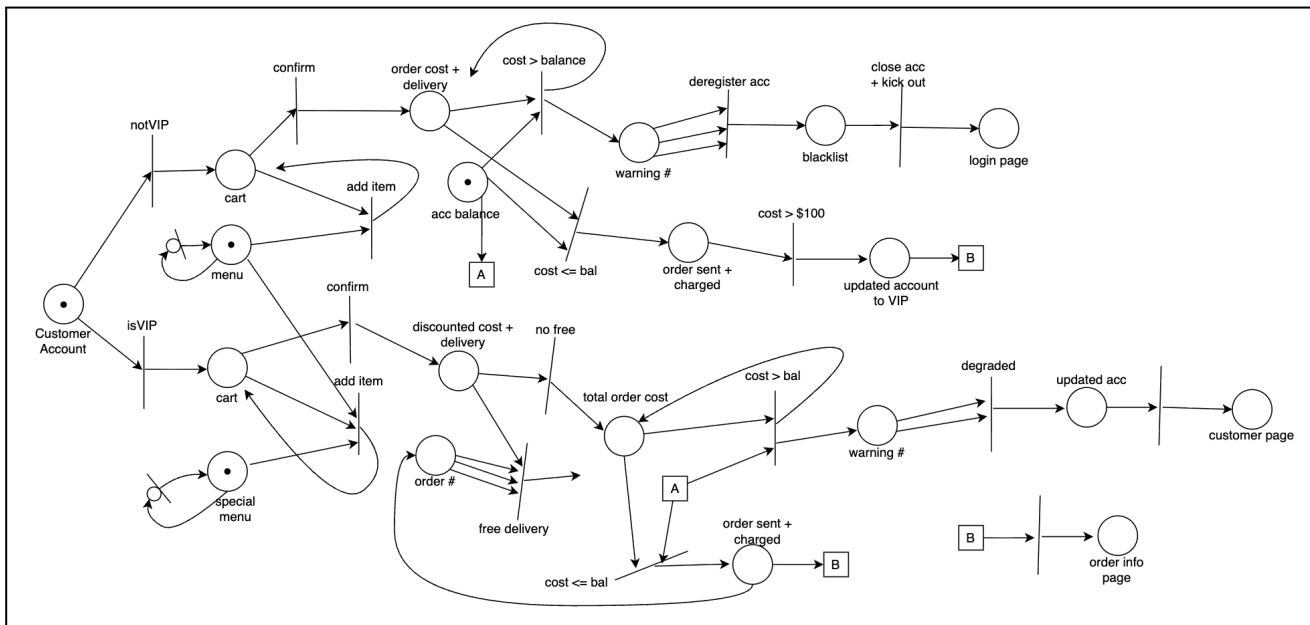 confirm
order cost +
delivery
cost > balance
deregister acc
close acc
+ kick out
notVIP
cart
add item
warning #
blacklist
login page
acc balance
menu
A
cost <= bal
order sent +
charged
cost > $100
updated account
to VIP
B
Customer
Account
isVIP
confirm
cart
add item
discounted cost +
delivery
no free
total order cost
cost > bal
degraded
updated acc
customer page
warning #
special
menu
order #
free delivery
A
cost <= bal
order sent +
charged
B
B
order info
page